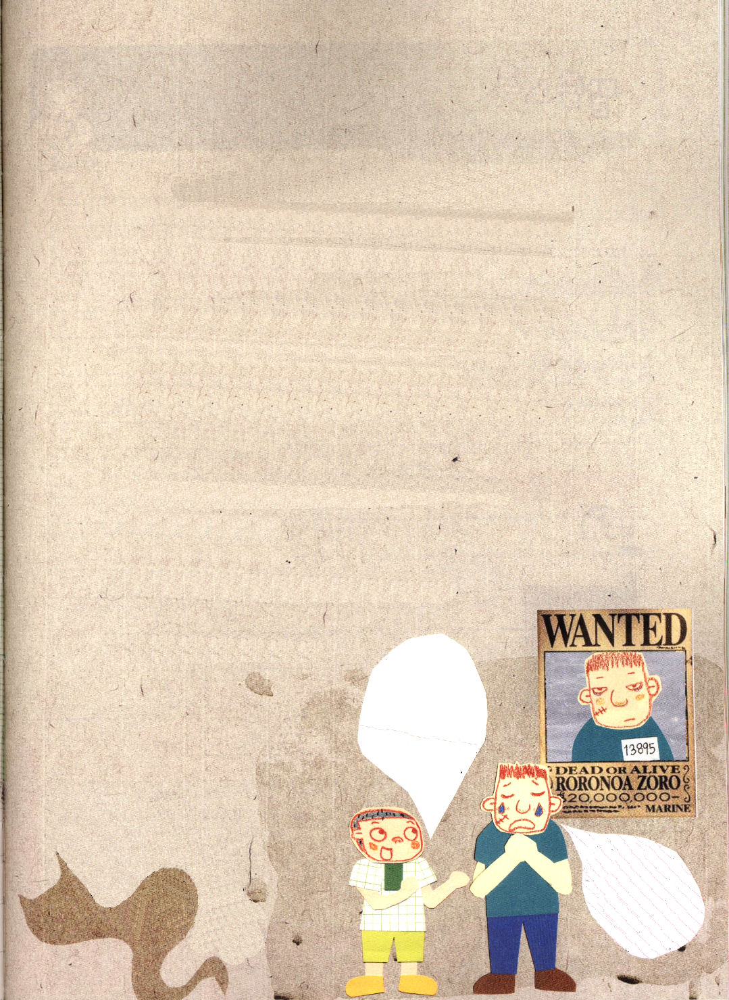 WANTED
13895
DEAD OR ALIVE
RORONOA ZORO
20,000,000-
MARINE